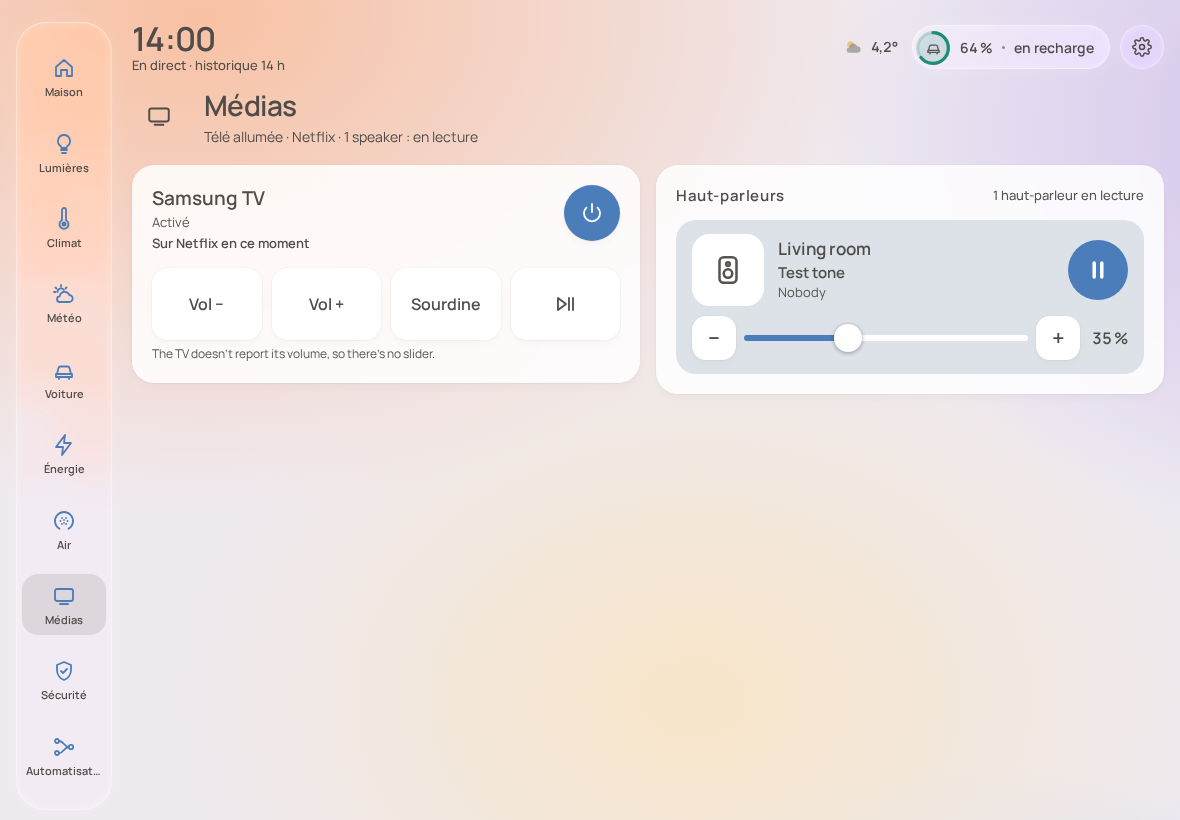 14:00
En direct · historique 14 h
4,2°
64 % · en recharge
Maison
Lumières
Climat
Météo
Voiture
Énergie
Air
Médias
Sécurité
Automatisat…
Médias
Télé allumée · Netflix · 1 speaker : en lecture
Samsung TV
Activé
Sur Netflix en ce moment
Vol −
Vol +
Sourdine
The TV doesn't report its volume, so there's no slider.
Haut-parleurs
1 haut-parleur en lecture
Living room
Test tone
Nobody
−
+
35 %